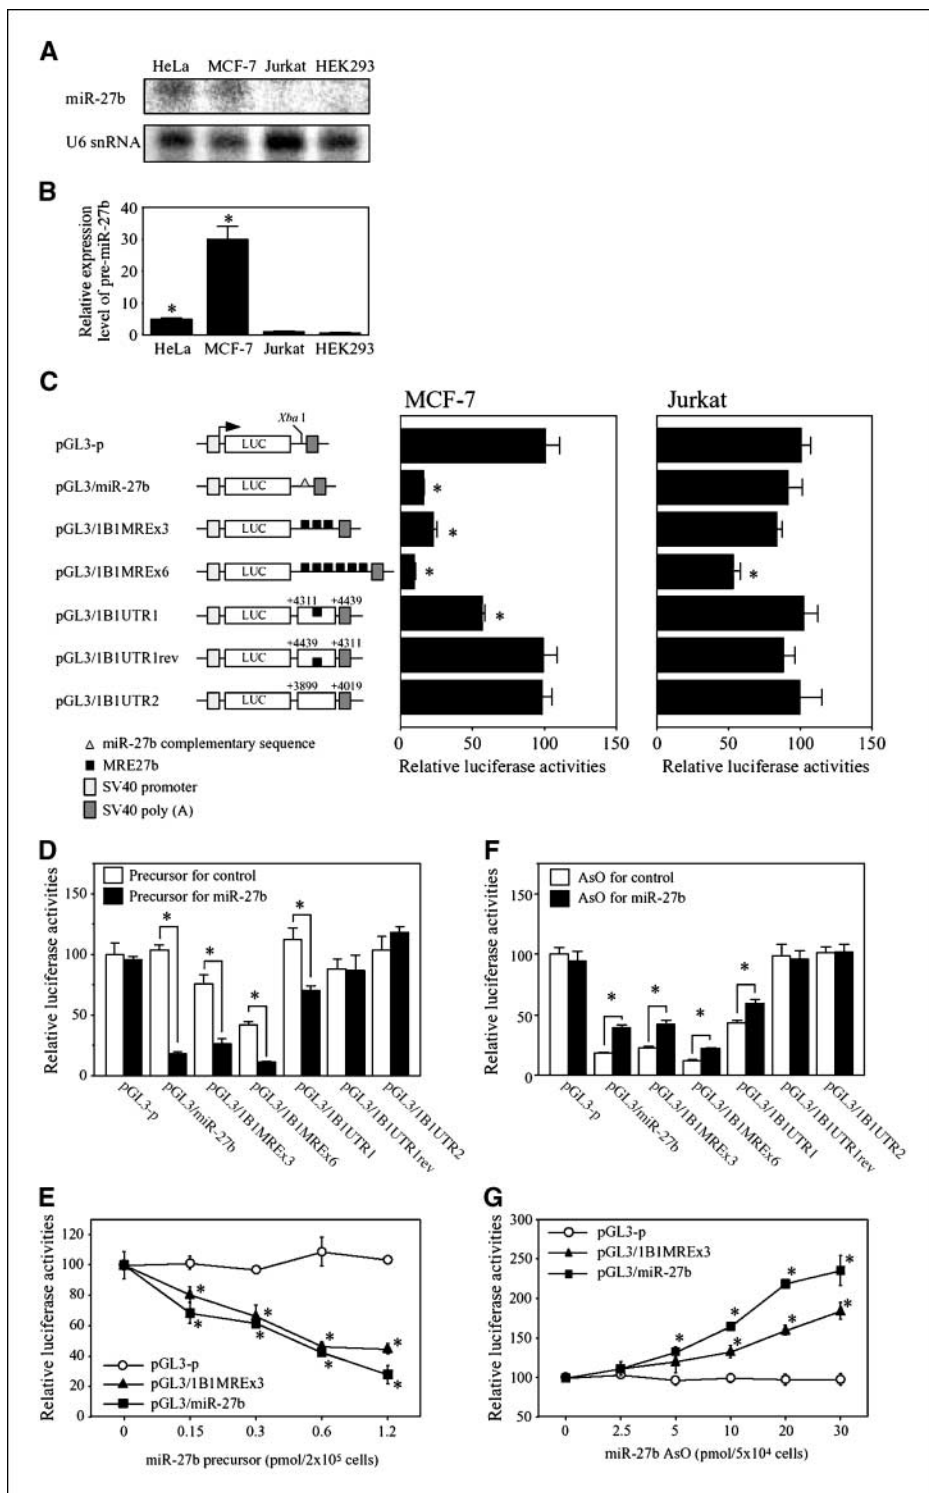 A
HeLa MCF-7 Jurkat HEK293
miR-27b
U6 snRNA
B
Relative expression
level of pre-miR-27b
40
30
20
10
0
*
*
HeLa MCF-7 Jurkat HEK293
C
MCF-7
Jurkat
Xba I
pGL3-p LUC
pGL3/miR-27b LUC * 
pGL3/1B1MREx3 LUC *
pGL3/1B1MREx6 LUC * *
+4311 +4439
pGL3/1B1UTR1 LUC *
+4439 +4311
pGL3/1B1UTR1rev LUC
+3899 +4019
pGL3/1B1UTR2 LUC
0 50 100 150
Relative luciferase activities
0 50 100 150
Relative luciferase activities
miR-27b complementary sequence
MRE27b
SV40 promoter
SV40 poly (A)
D
Relative luciferase activities
150
100
50
0
Precursor for control
Precursor for miR-27b
* * * *
pGL3-p
pGL3/miR-27b
pGL3/1B1MREx3
pGL3/1B1MREx6
pGL3/1B1UTR1
pGL3/1B1UTR1rev
pGL3/1B1UTR2
F
Relative luciferase activities
150
100
50
0
AsO for control
AsO for miR-27b
* * * *
pGL3-p
pGL3/miR-27b
pGL3/1B1MREx3
pGL3/1B1MREx6
pGL3/1B1UTR1
pGL3/1B1UTR1rev
pGL3/1B1UTR2
E
Relative luciferase activities
120
100
80
60
40
20
0
* * * *
* * * *
pGL3-p
pGL3/1B1MREx3
pGL3/miR-27b
0 0.15 0.3 0.6 1.2
miR-27b precursor (pmol/2x10⁵ cells)
G
Relative luciferase activities
300
250
200
150
100
50
pGL3-p
pGL3/1B1MREx3
pGL3/miR-27b
* * * *
* * *
0 2.5 5 10 20 30
miR-27b AsO (pmol/5x10⁴ cells)